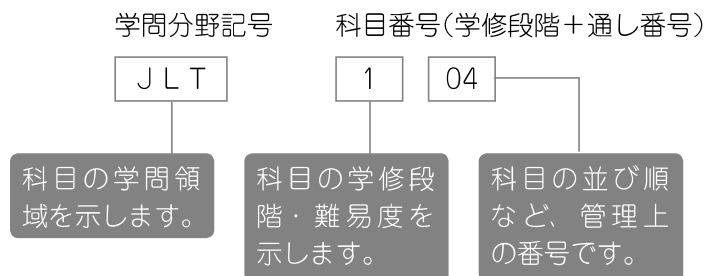 学問分野記号
科目番号(学修段階＋通し番号)
JLT
1
04
科目の学問領
域を示します。
科目の学修段
階・難易度を
示します。
科目の並び順
など、管理上
の番号です。